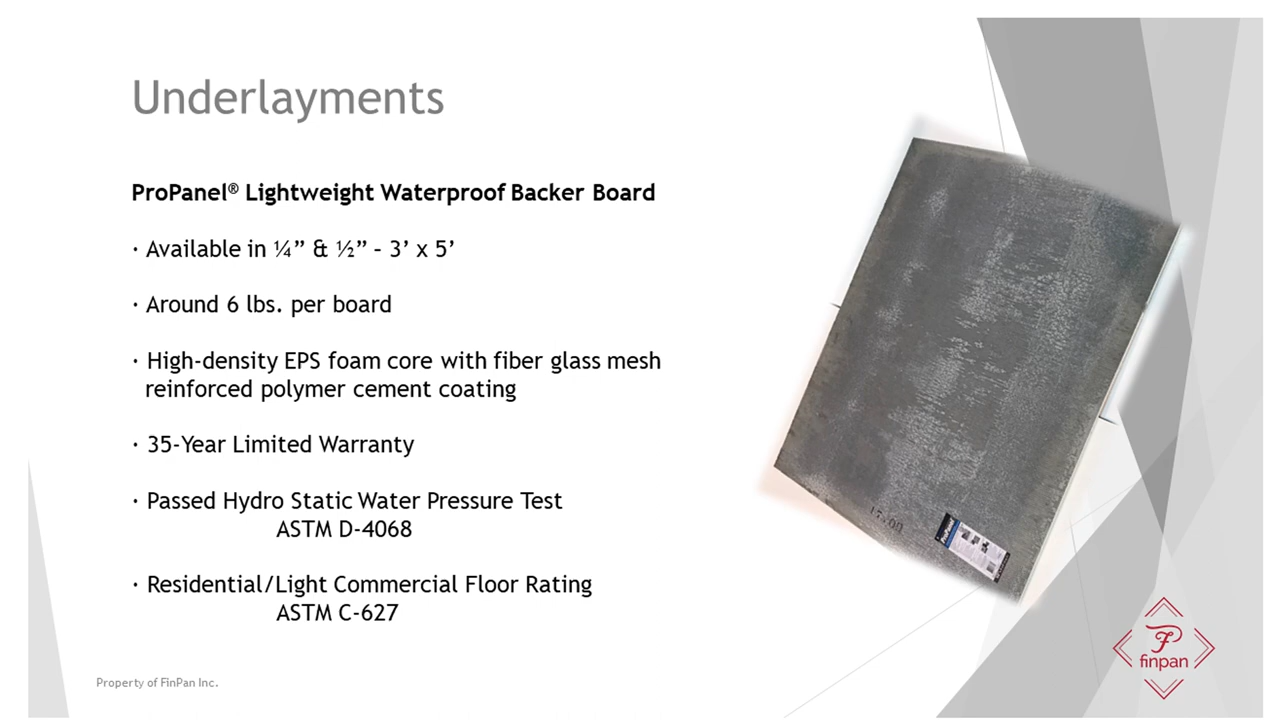 Underlayments
ProPanel® Lightweight Waterproof Backer Board
· Available in ¼” & ½” – 3’ x 5’
· Around 6 lbs. per board
· High-density EPS foam core with fiber glass mesh
reinforced polymer cement coating
· 35-Year Limited Warranty
· Passed Hydro Static Water Pressure Test
ASTM D-4068
· Residential/Light Commercial Floor Rating
ASTM C-627
ProPanel
F
finpan
Property of FinPan Inc.